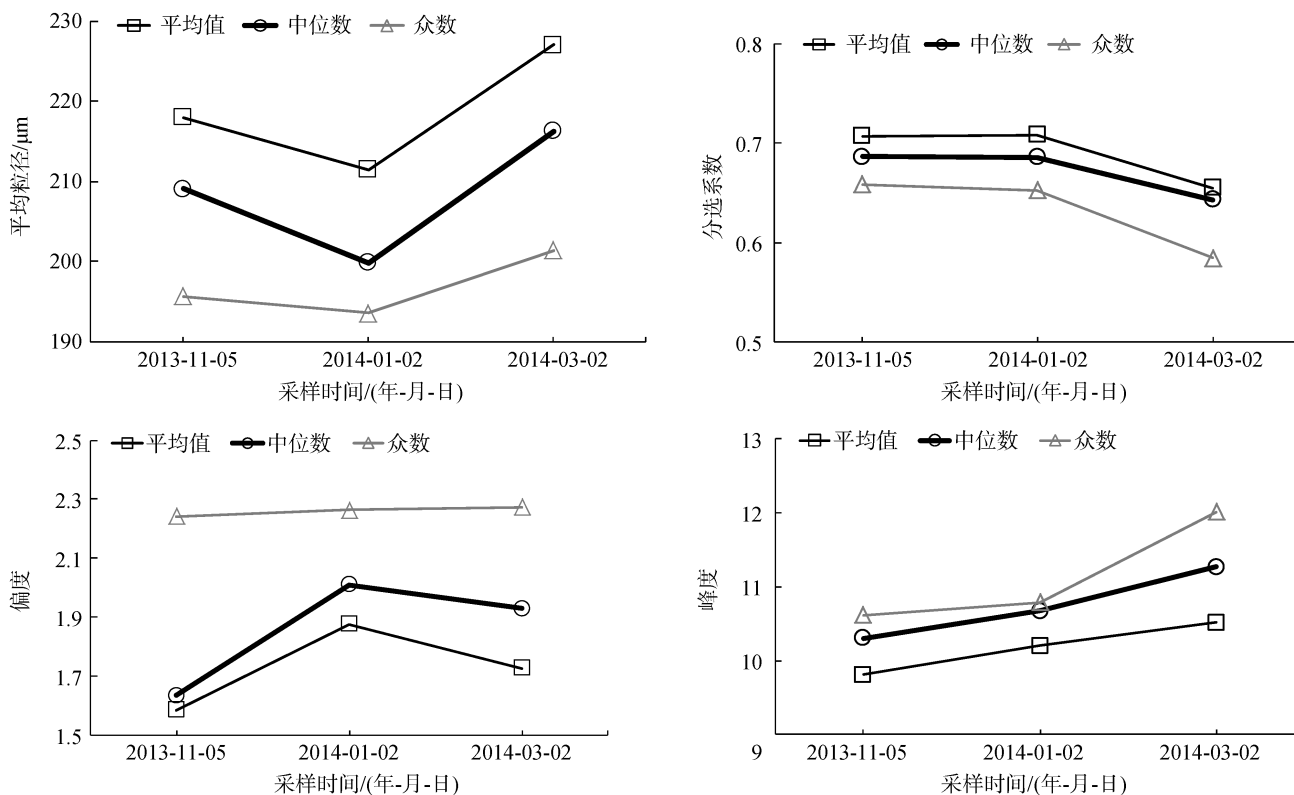 230
平均值 中位数 众数
220
210
200
190
平均粒径/μm
2013-11-05 2014-01-02 2014-03-02
采样时间/(年-月-日)
0.8
平均值 中位数 众数
0.7
0.6
0.5
分选系数
2013-11-05 2014-01-02 2014-03-02
采样时间/(年-月-日)
2.5
平均值 中位数 众数
2.3
2.1
1.9
1.7
1.5
偏度
2013-11-05 2014-01-02 2014-03-02
采样时间/(年-月-日)
13
平均值 中位数 众数
12
11
10
9
峰度
2013-11-05 2014-01-02 2014-03-02
采样时间/(年-月-日)